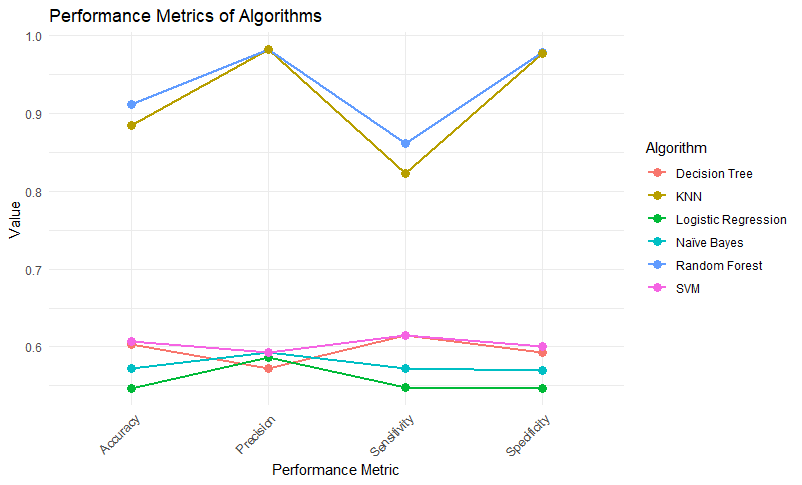 Performance Metrics of Algorithms
1.0
0.9
0.8
0.7
0.6
Value
Accuracy
Precision
Sensitivity
Specificity
Performance Metric
Algorithm
Decision Tree
KNN
Logistic Regression
Naïve Bayes
Random Forest
SVM